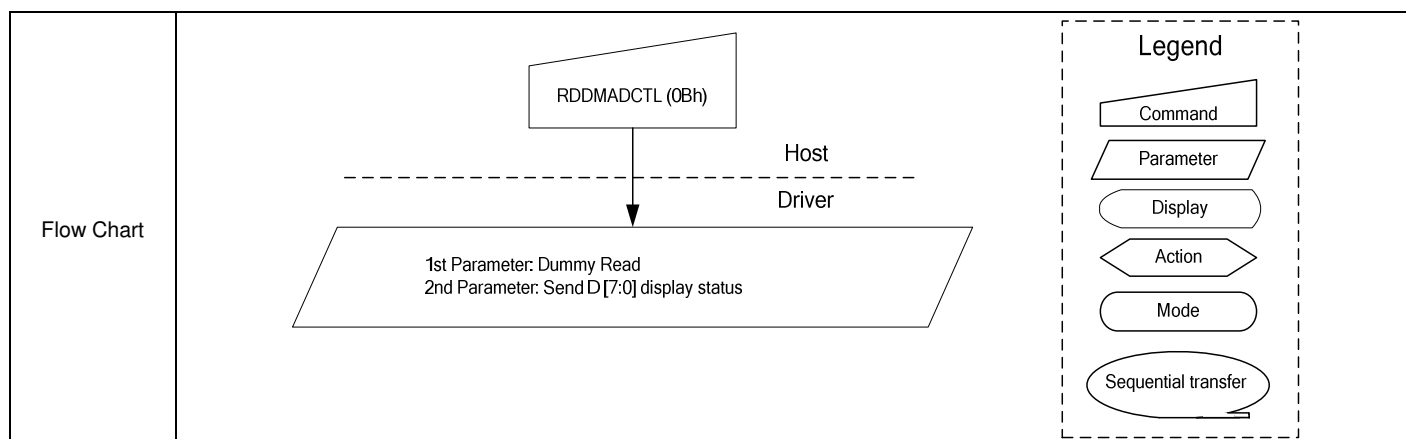 Flow Chart
RDDMADCTL (0Bh)
Host
Driver
1st Parameter: Dummy Read
2nd Parameter: Send D [7:0] display status
Legend
Command
Parameter
Display
Action
Mode
Sequential transfer